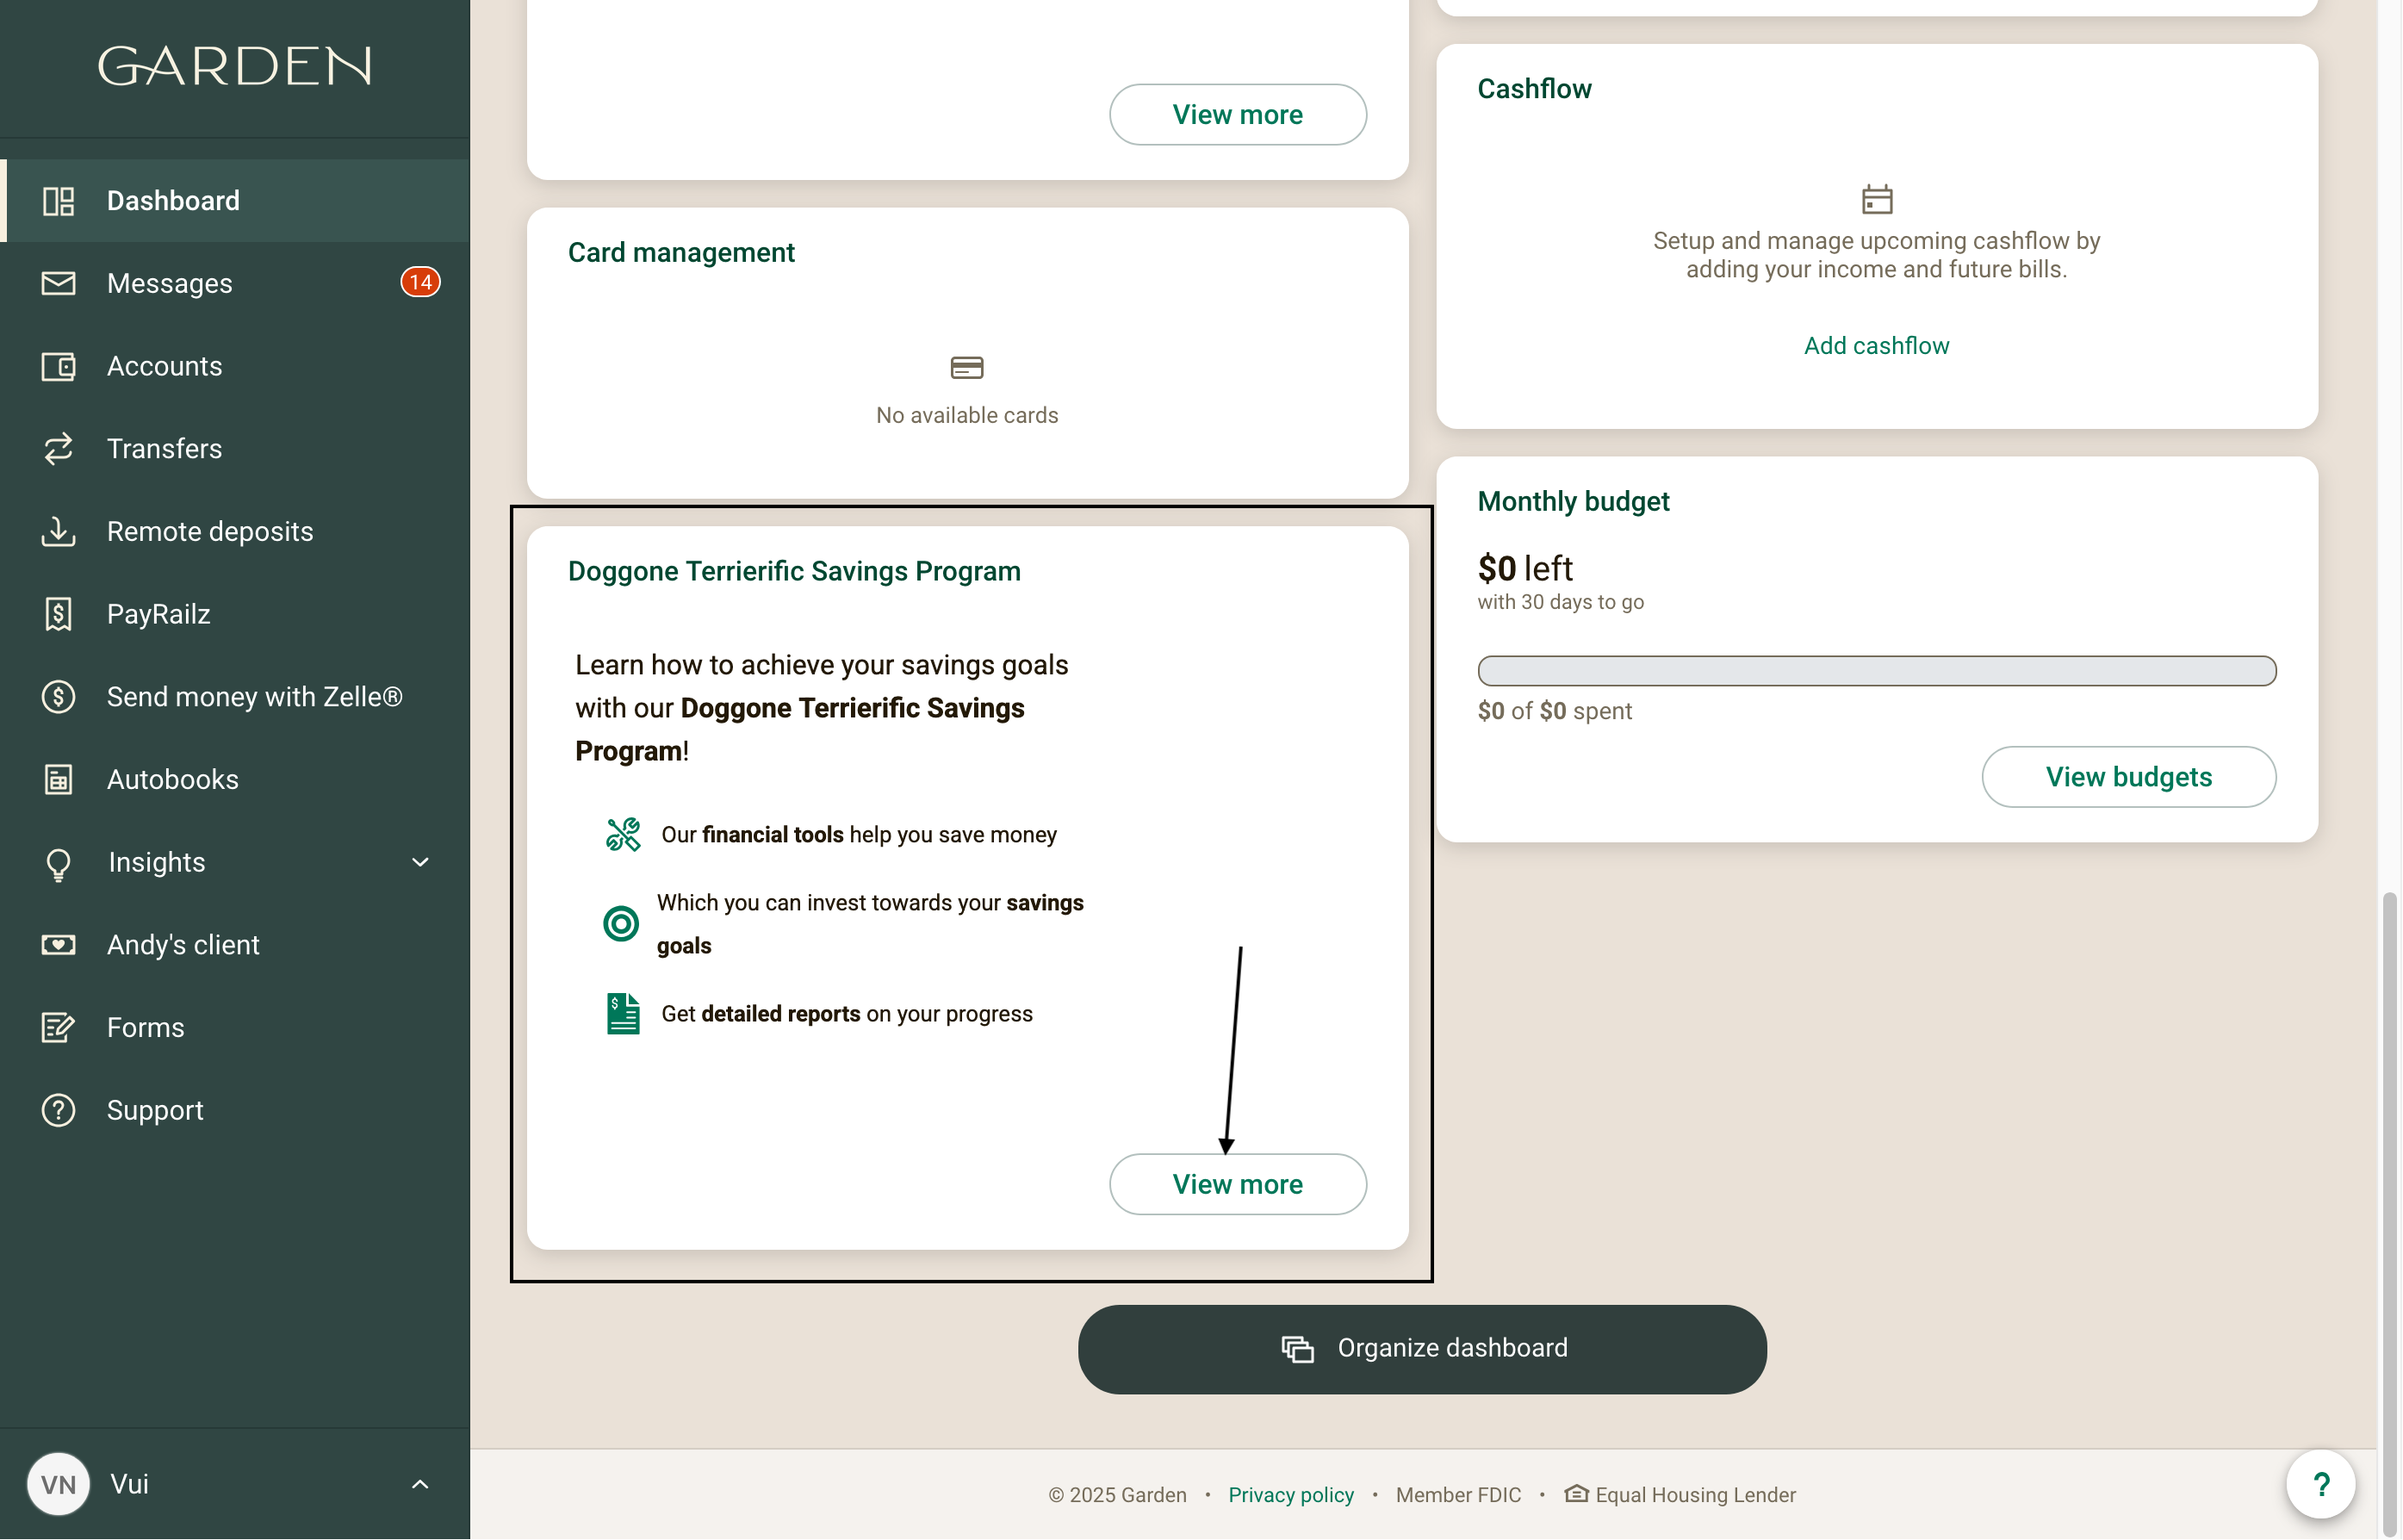 GARDEN
Dashboard
Messages
14
Accounts
Transfers
Remote deposits
PayRailz
Send money with Zelle®
Autobooks
Insights
Andy's client
Forms
Support
VN
Vui
View more
Card management
No available cards
Doggone Terrierific Savings Program
Learn how to achieve your savings goals
with our Doggone Terrierific Savings
Program!
Our financial tools help you save money
Which you can invest towards your savings
goals
Get detailed reports on your progress
View more
Cashflow
Setup and manage upcoming cashflow by
adding your income and future bills.
Add cashflow
Monthly budget
$0 left
with 30 days to go
$0 of $0 spent
View budgets
Organize dashboard
© 2025 Garden • Privacy policy • Member FDIC • Equal Housing Lender
?